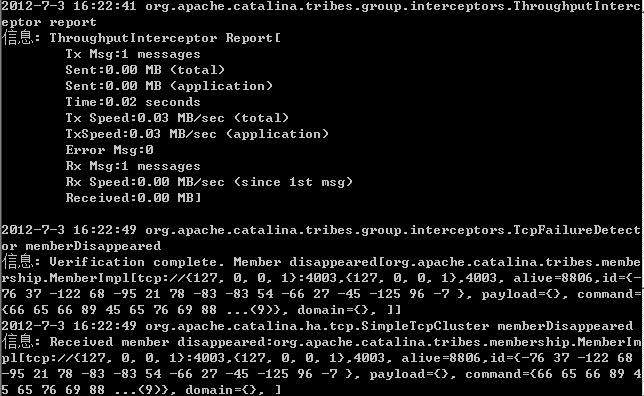 2012-7-3 16:22:41 org.apache.catalina.tribes.group.interceptors.ThroughputInterc
eptor report
信息: ThroughputInterceptor Report[
Tx Msg:1 messages
Sent:0.00 MB (total)
Sent:0.00 MB (application)
Time:0.02 seconds
Tx Speed:0.03 MB/sec (total)
TxSpeed:0.03 MB/sec (application)
Error Msg:0
Rx Msg:1 messages
Rx Speed:0.00 MB/sec (since 1st msg)
Received:0.00 MB]
2012-7-3 16:22:49 org.apache.catalina.tribes.group.interceptors.TcpFailureDetect
or memberDisappeared
信息: Verification complete. Member disappeared[org.apache.catalina.tribes.membe
rship.MemberImpl[tcp://{127, 0, 0, 1}:4003,{127, 0, 0, 1},4003, alive=8806,id={-
76 37 -122 68 -95 21 78 -83 -83 54 -66 27 -45 -125 96 -7 }, payload={}, command=
{66 65 66 89 45 65 76 69 88 ...(9)}, domain={}, ]]
2012-7-3 16:22:49 org.apache.catalina.ha.tcp.SimpleTcpCluster memberDisappeared
信息: Received member disappeared:org.apache.catalina.tribes.membership.MemberIm
pl[tcp://{127, 0, 0, 1}:4003,{127, 0, 0, 1},4003, alive=8806,id={-76 37 -122 68
-95 21 78 -83 -83 54 -66 27 -45 -125 96 -7 }, payload={}, command={66 65 66 89 4
5 65 76 69 88 ...(9)}, domain={}, ]